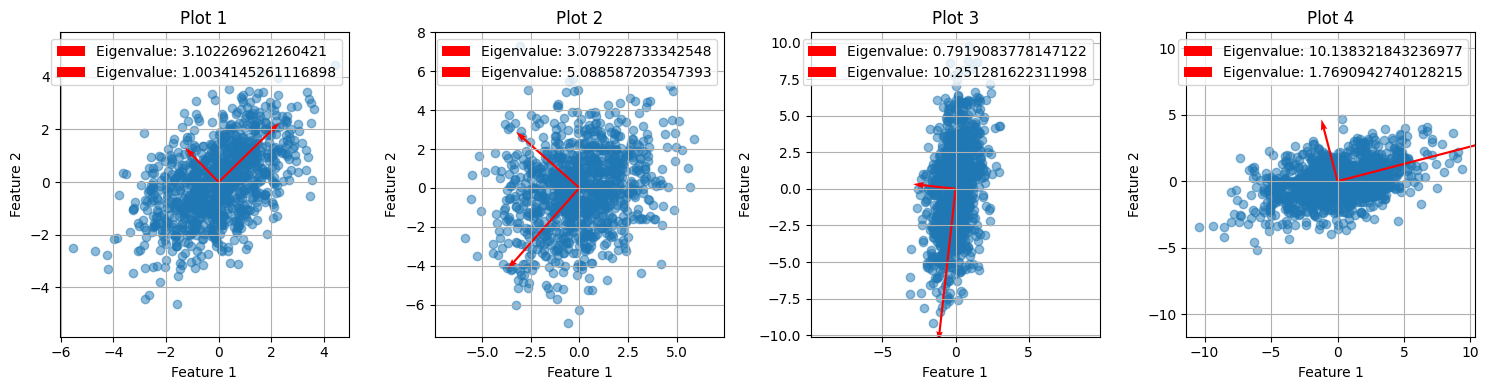 Plot 1
Eigenvalue: 3.102269621260421
Eigenvalue: 1.0034145261116898
4
2
0
−2
−4
−6
−4
−2
0
2
4
Feature 1
Feature 2
Plot 2
Eigenvalue: 3.079228733342548
Eigenvalue: 5.088587203547393
8
6
4
2
0
−2
−4
−6
−5.0
−2.5
0.0
2.5
5.0
Feature 1
Feature 2
Plot 3
Eigenvalue: 0.7919083778147122
Eigenvalue: 10.251281622311998
10.0
7.5
5.0
2.5
0.0
−2.5
−5.0
−7.5
−10.0
−5
0
5
Feature 1
Feature 2
Plot 4
Eigenvalue: 10.138321843236977
Eigenvalue: 1.7690942740128215
10
5
0
−5
−10
−10
−5
0
5
10
Feature 1
Feature 2